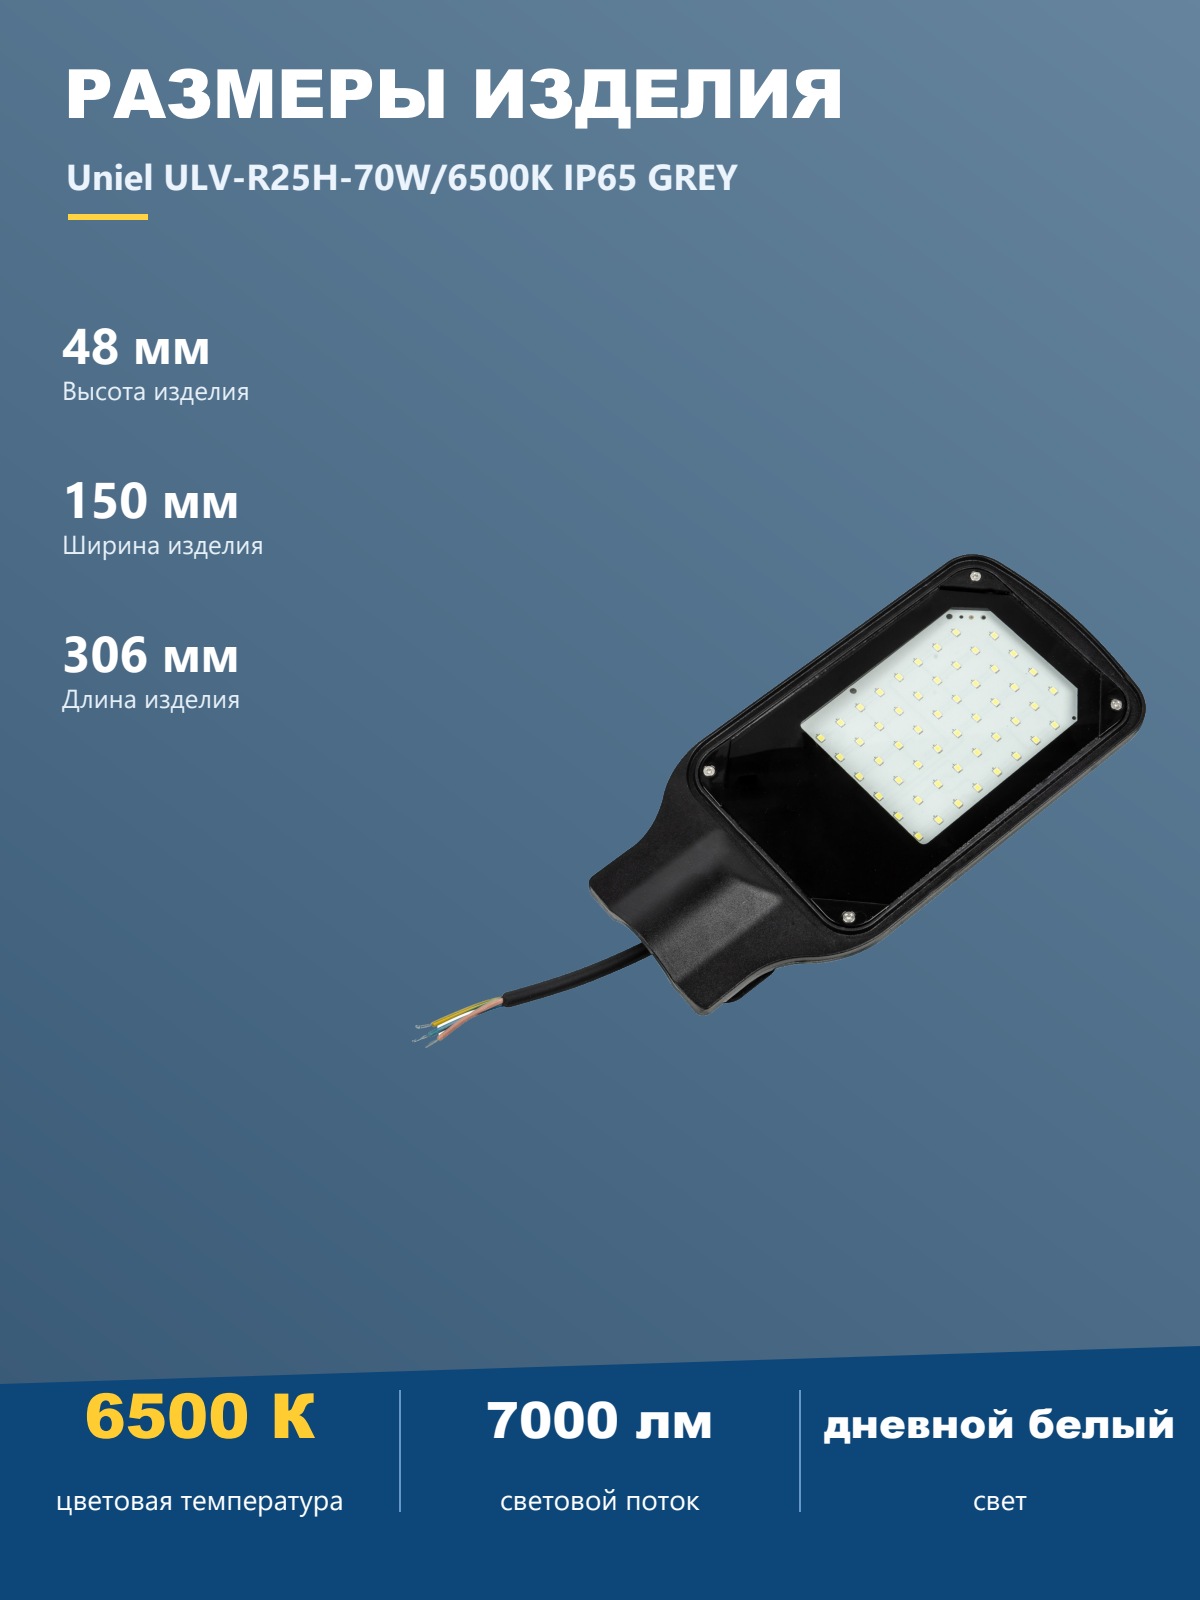 РАЗМЕРЫ ИЗДЕЛИЯ
Uniel ULV-R25H-70W/6500K IP65 GREY
48 мм
Высота изделия
150 мм
Ширина изделия
306 мм
Длина изделия
6500 К
цветовая температура
7000 лм
световой поток
дневной белый
свет